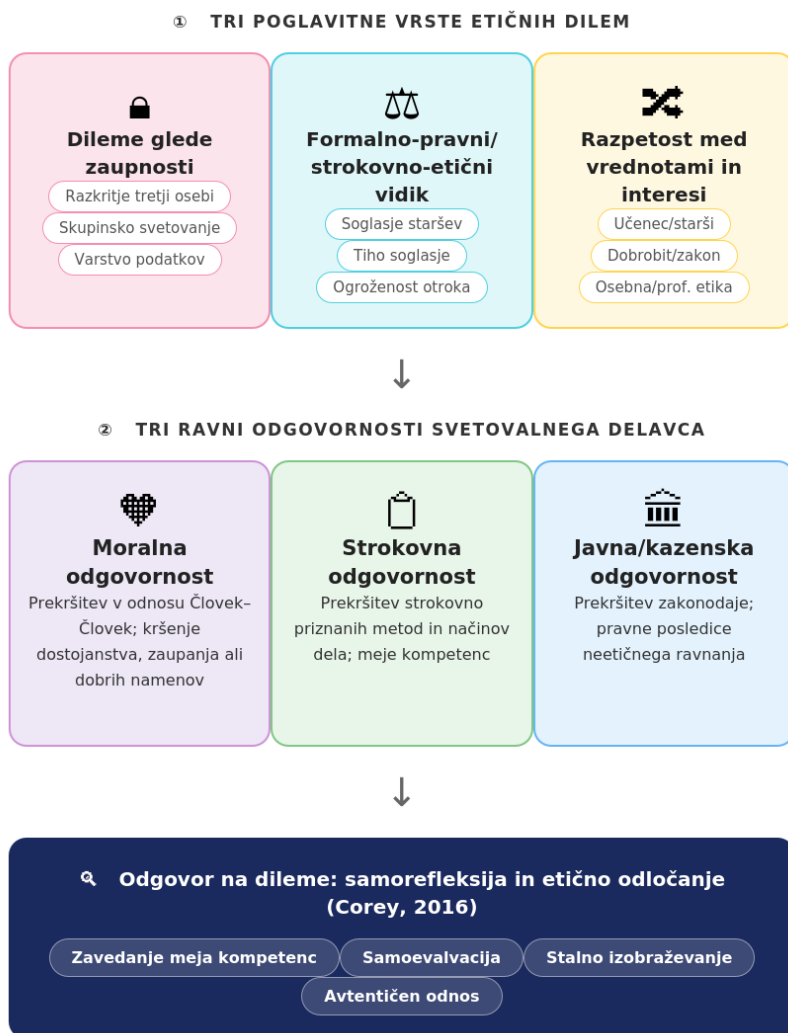 ① TRI POGLAVITNE VRSTE ETIČNIH DILEM
Dileme glede
zaupnosti
Razkritje tretji osebi
Skupinsko svetovanje
Varstvo podatkov
Formalno-pravni/
strokovno-etični
vidik
Soglasje staršev
Tiho soglasje
Ogroženost otroka
Razpetost med
vrednotami in
interesi
Učenec/starši
Dobrobit/zakon
Osebna/prof. etika
↓
② TRI RAVNI ODGOVORNOSTI SVETOVALNEGA DELAVCA
Moralna
odgovornost
Prekršitev v odnosu Človek–
Človek; kršenje
dostojanstva, zaupanja ali
dobrih namenov
Strokovna
odgovornost
Prekršitev strokovno
priznanih metod in načinov
dela; meje kompetenc
Javna/kazenska
odgovornost
Prekršitev zakonodaje;
pravne posledice
neetičnega ravnanja
↓
Odgovor na dileme: samorefleksija in etično odločanje
(Corey, 2016)
Zavedanje meja kompetenc
Samoevalvacija
Stalno izobraževanje
Avtentičen odnos